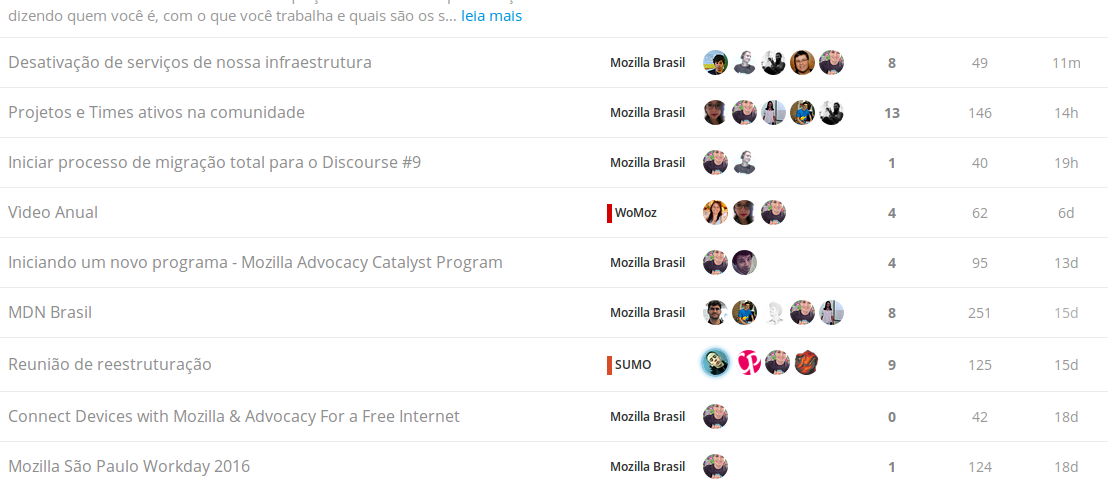 dizendo quem você é, com o que você trabalha e quais são os s... leia mais
Desativação de serviços de nossa infraestrutura Mozilla Brasil 8 49 11m
Projetos e Times ativos na comunidade Mozilla Brasil 13 146 14h
Iniciar processo de migração total para o Discourse #9 Mozilla Brasil 1 40 19h
Video Anual WoMoz 4 62 6d
Iniciando um novo programa - Mozilla Advocacy Catalyst Program Mozilla Brasil 4 95 13d
MDN Brasil Mozilla Brasil 8 251 15d
Reunião de reestruturação SUMO 9 125 15d
Connect Devices with Mozilla & Advocacy For a Free Internet Mozilla Brasil 0 42 18d
Mozilla São Paulo Workday 2016 Mozilla Brasil 1 124 18d